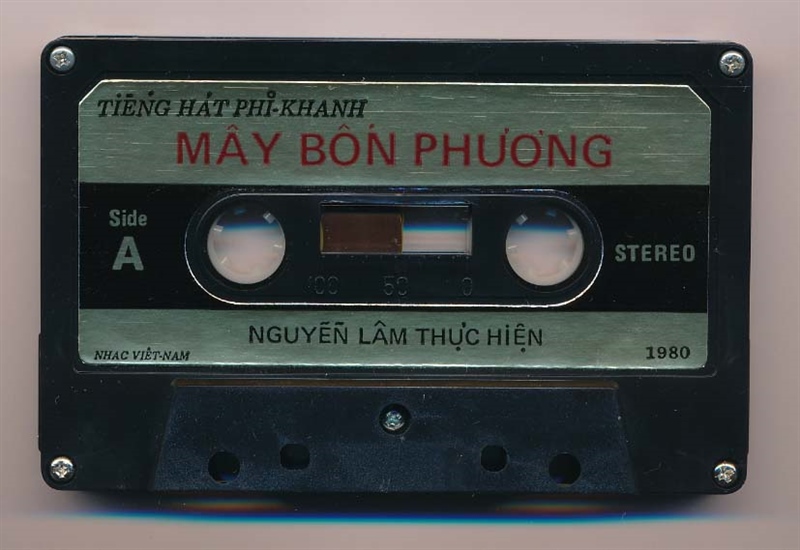 TIẾNG HÁT PHỈ-KHANH
MÂY BỐN PHƯƠNG
Side
A
STEREO
100 50 0
NGUYỄN LÂM THỰC HIỆN
NHẠC VIỆT-NAM
1980